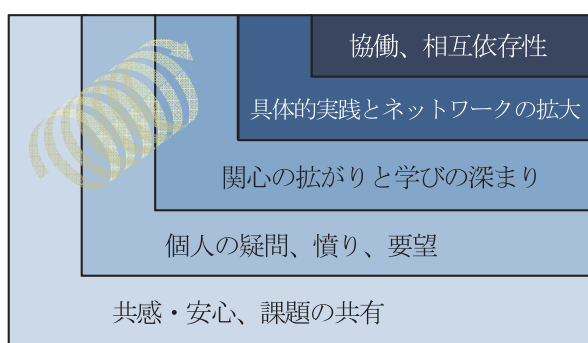 協働、相互依存性
具体的実践とネットワークの拡大
関心の拡がりと学びの深まり
個人の疑問、憤り、要望
共感・安心、課題の共有